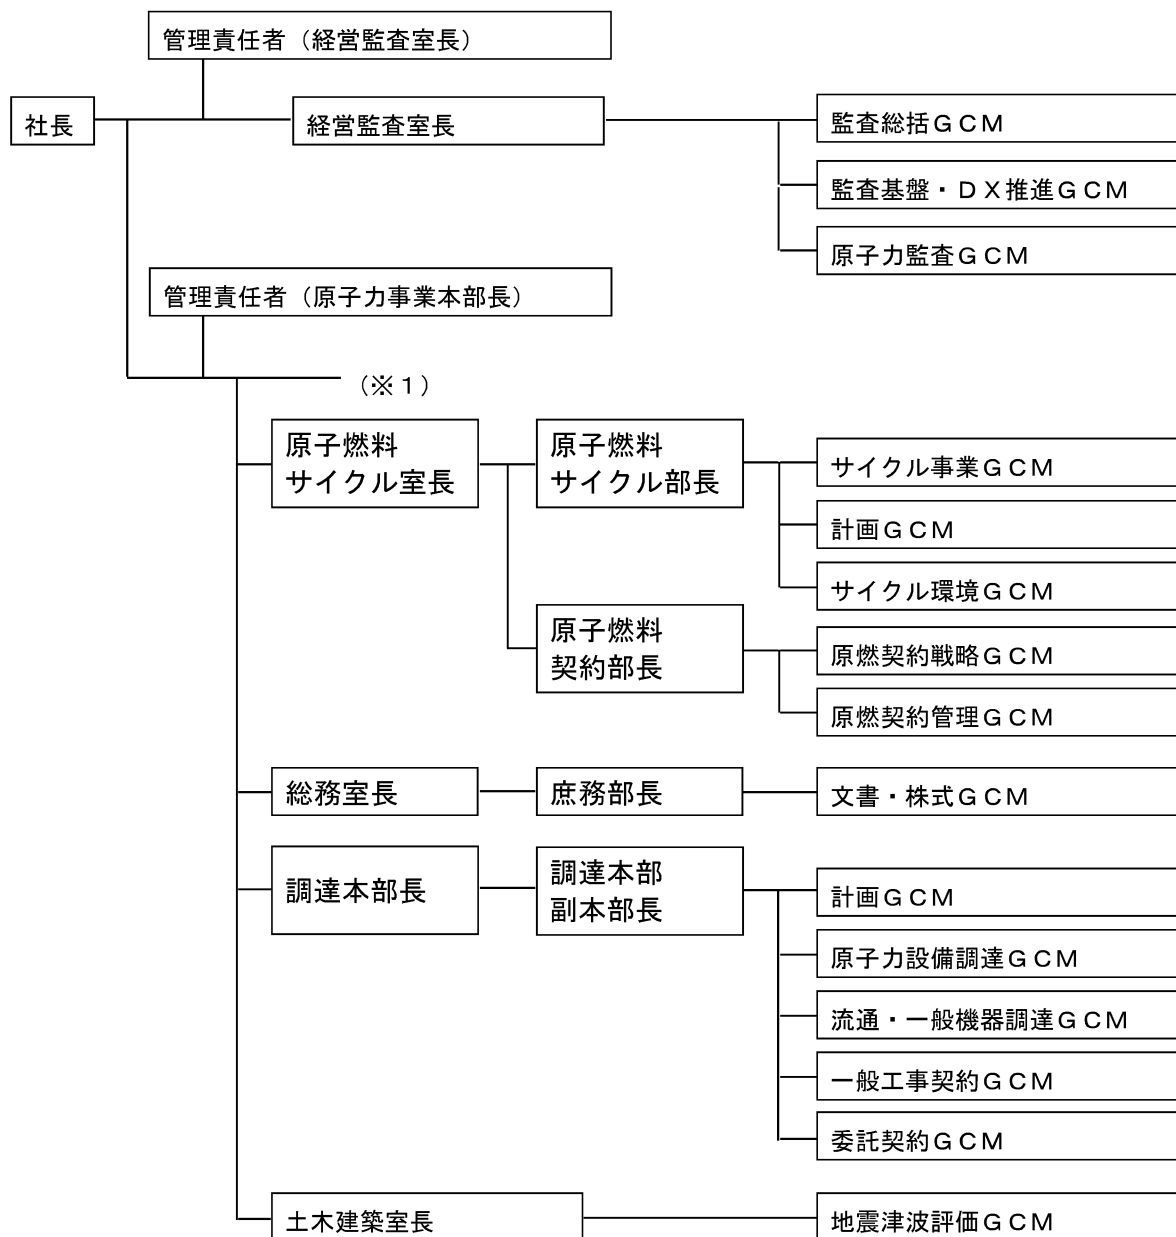 管理責任者（経営監査室長）
社長
経営監査室長
監査総括ＧＣＭ
監査基盤・ＤＸ推進ＧＣＭ
原子力監査ＧＣＭ
管理責任者（原子力事業本部長）
（※１）
原子燃料
サイクル室長
原子燃料
サイクル部長
サイクル事業ＧＣＭ
計画ＧＣＭ
サイクル環境ＧＣＭ
原子燃料
契約部長
原燃契約戦略ＧＣＭ
原燃契約管理ＧＣＭ
総務室長
庶務部長
文書・株式ＧＣＭ
調達本部長
調達本部
副本部長
計画ＧＣＭ
原子力設備調達ＧＣＭ
流通・一般機器調達ＧＣＭ
一般工事契約ＧＣＭ
委託契約ＧＣＭ
土木建築室長
地震津波評価ＧＣＭ